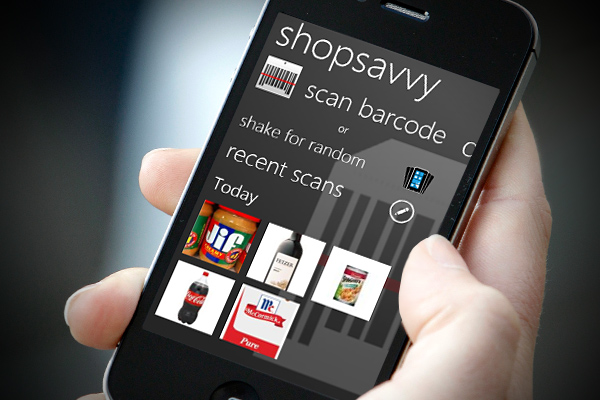 shopsavvy
scan barcode
or
shake for random
recent scans
Today
Jif
FETZER
Coca-Cola
McCormick
Pure